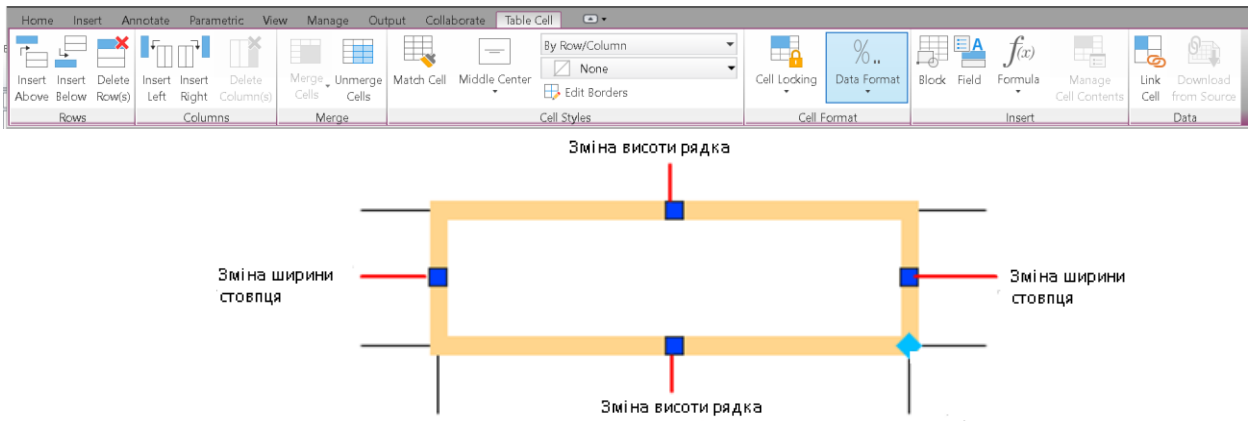 Home Insert Annotate Parametric View Manage Output Collaborate Table Cell
Insert Above
Insert Below
Delete Row(s)
Rows
Insert Left
Insert Right
Delete Column(s)
Columns
Merge Cells
Unmerge Cells
Merge
Match Cell
Middle Center
By Row/Column
None
Edit Borders
Cell Styles
Cell Locking
%..
Data Format
Cell Format
Block
A
Field
f(x)
Formula
Manage Cell Contents
Insert
Link Cell
Download from Source
Data
Зміна висоти рядка
Зміна ширини
стовпця
Зміна ширини
стовпця
Зміна висоти рядка